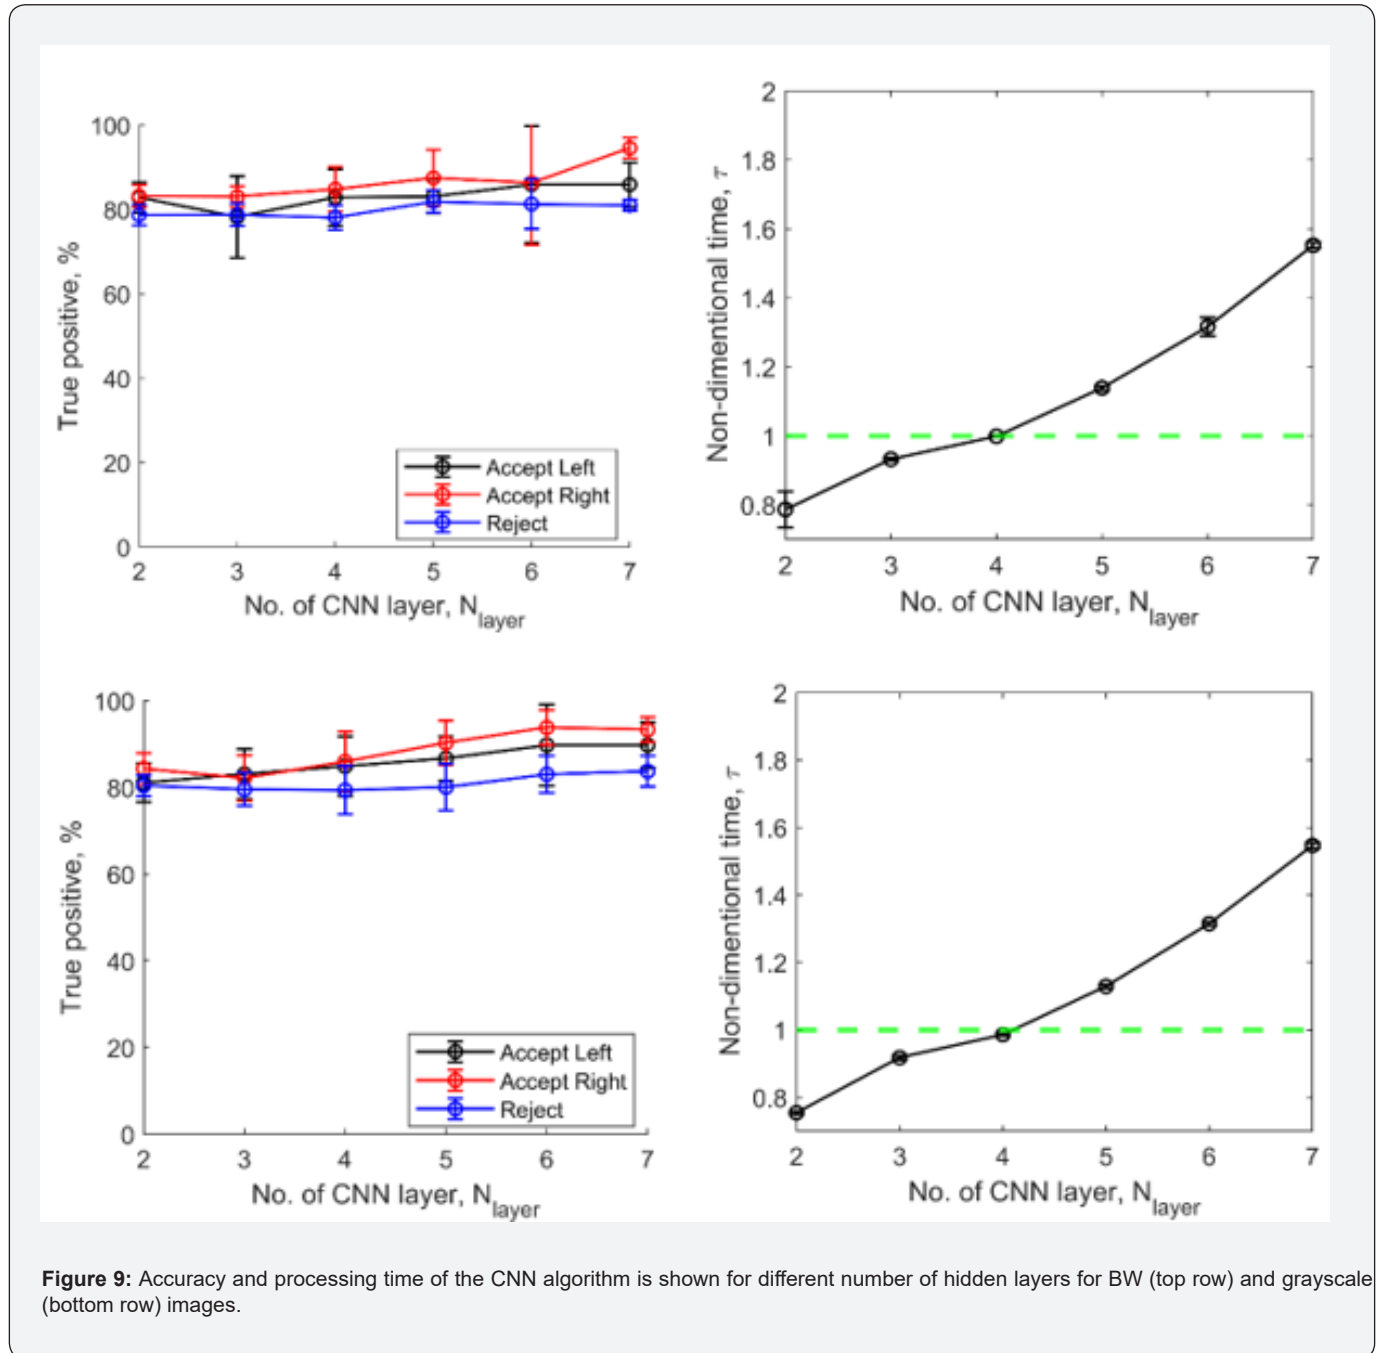 100
80
60
40
20
0
True positive, %
Accept Left
Accept Right
Reject
2 3 4 5 6 7
No. of CNN layer, Nlayer
2
1.8
1.6
1.4
1.2
1
0.8
Non-dimentional time, τ
2 3 4 5 6 7
No. of CNN layer, Nlayer
100
80
60
40
20
0
True positive, %
Accept Left
Accept Right
Reject
2 3 4 5 6 7
No. of CNN layer, Nlayer
2
1.8
1.6
1.4
1.2
1
0.8
Non-dimentional time, τ
2 3 4 5 6 7
No. of CNN layer, Nlayer
Figure 9: Accuracy and processing time of the CNN algorithm is shown for different number of hidden layers for BW (top row) and grayscale
(bottom row) images.